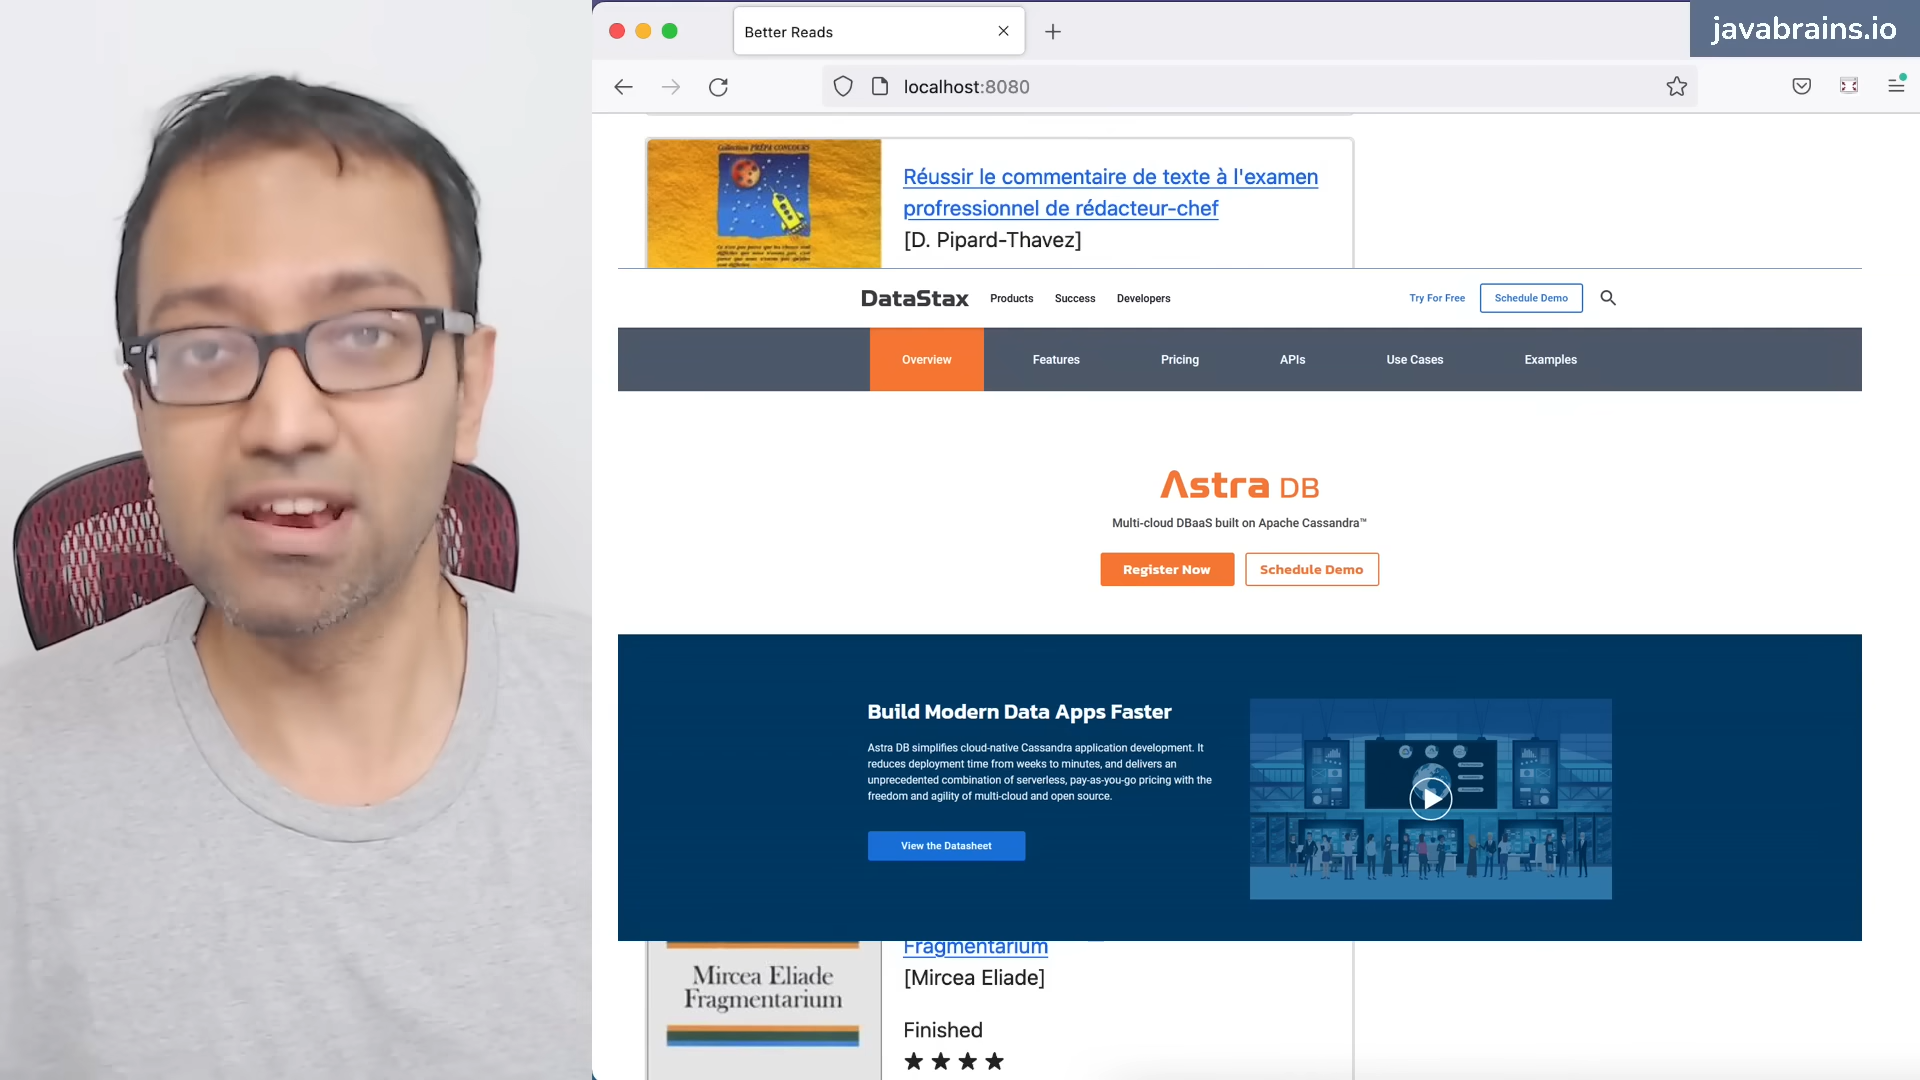 Better Reads
javabrains.io
localhost:8080
Collection PRÉPA CONCOURS
Réussir le commentaire de texte à l'examen
profressionnel de rédacteur-chef
[D. Pipard-Thavez]
DataStax Products Success Developers Try For Free Schedule Demo
Overview Features Pricing APIs Use Cases Examples
Astra DB
Multi-cloud DBaaS built on Apache Cassandra™
Register Now Schedule Demo
Build Modern Data Apps Faster
Astra DB simplifies cloud-native Cassandra application development. It
reduces deployment time from weeks to minutes, and delivers an
unprecedented combination of serverless, pay-as-you-go pricing with the
freedom and agility of multi-cloud and open source.
View the Datasheet
Fragmentarium
[Mircea Eliade]
Mircea Eliade
Fragmentarium
Finished